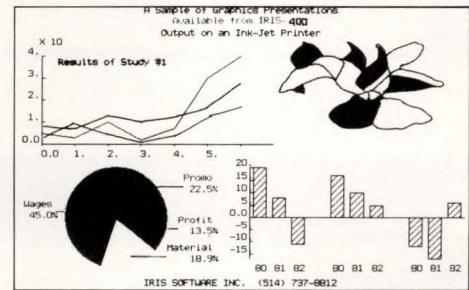 A Sample of Graphics Presentations
Available from IRIS-400
Output on an Ink-Jet Printer
X 10
Results of Study #1
4.
3.
2.
1.
0.0
0.0 1. 2. 3. 4. 5.
Promo
22.5%
Wages
45.0%
Profit
13.5%
Material
18.9%
20
15
10
5
0.0
-5
-10
-15
80 81 82 80 81 82 80 81 82
IRIS SOFTWARE INC. (514) 737-8812